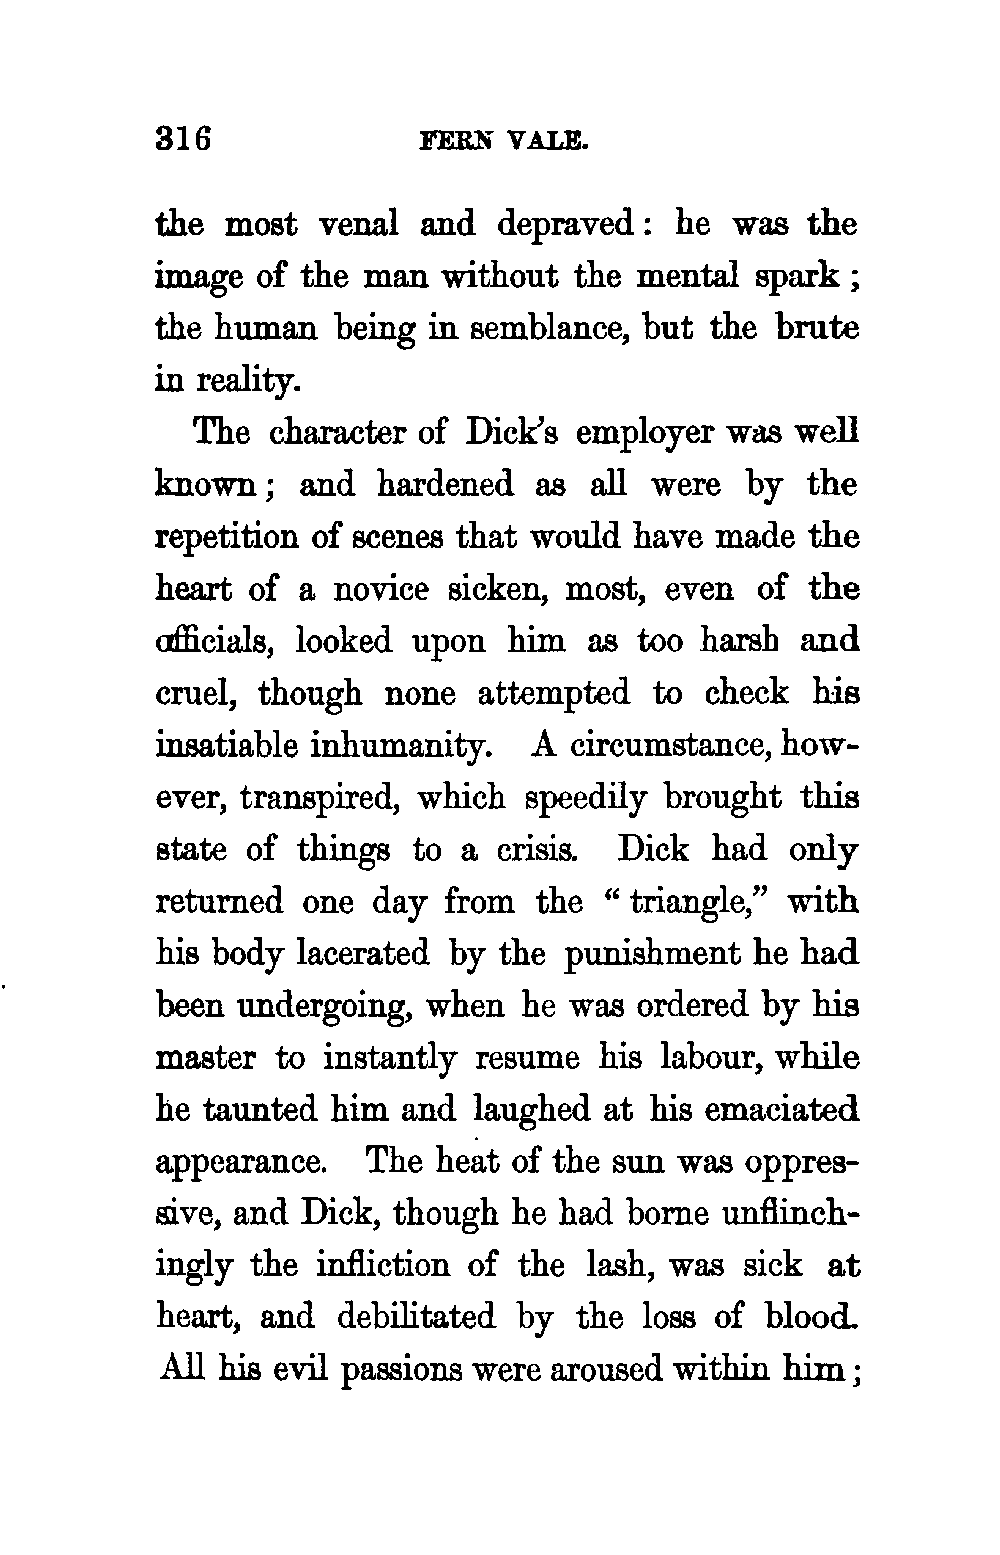 316 FERN VALE.
the most venal and depraved : he was the
image of the man without the mental spark ;
the human being in semblance, but the brute
in reality.
The character of Dick's employer was well
known ; and hardened as all were by the
repetition of scenes that would have made the
heart of a novice sicken, most, even of the
officials, looked upon him as too harsh and
cruel, though none attempted to check his
insatiable inhumanity. A circumstance, how-
ever, transpired, which speedily brought this
state of things to a crisis. Dick had only
returned one day from the “ triangle,” with
his body lacerated by the punishment he had
been undergoing, when he was ordered by his
master to instantly resume his labour, while
he taunted him and laughed at his emaciated
appearance. The heat of the sun was oppres-
sive, and Dick, though he had borne unflinch-
ingly the infliction of the lash, was sick at
heart, and debilitated by the loss of blood.
All his evil passions were aroused within him ;